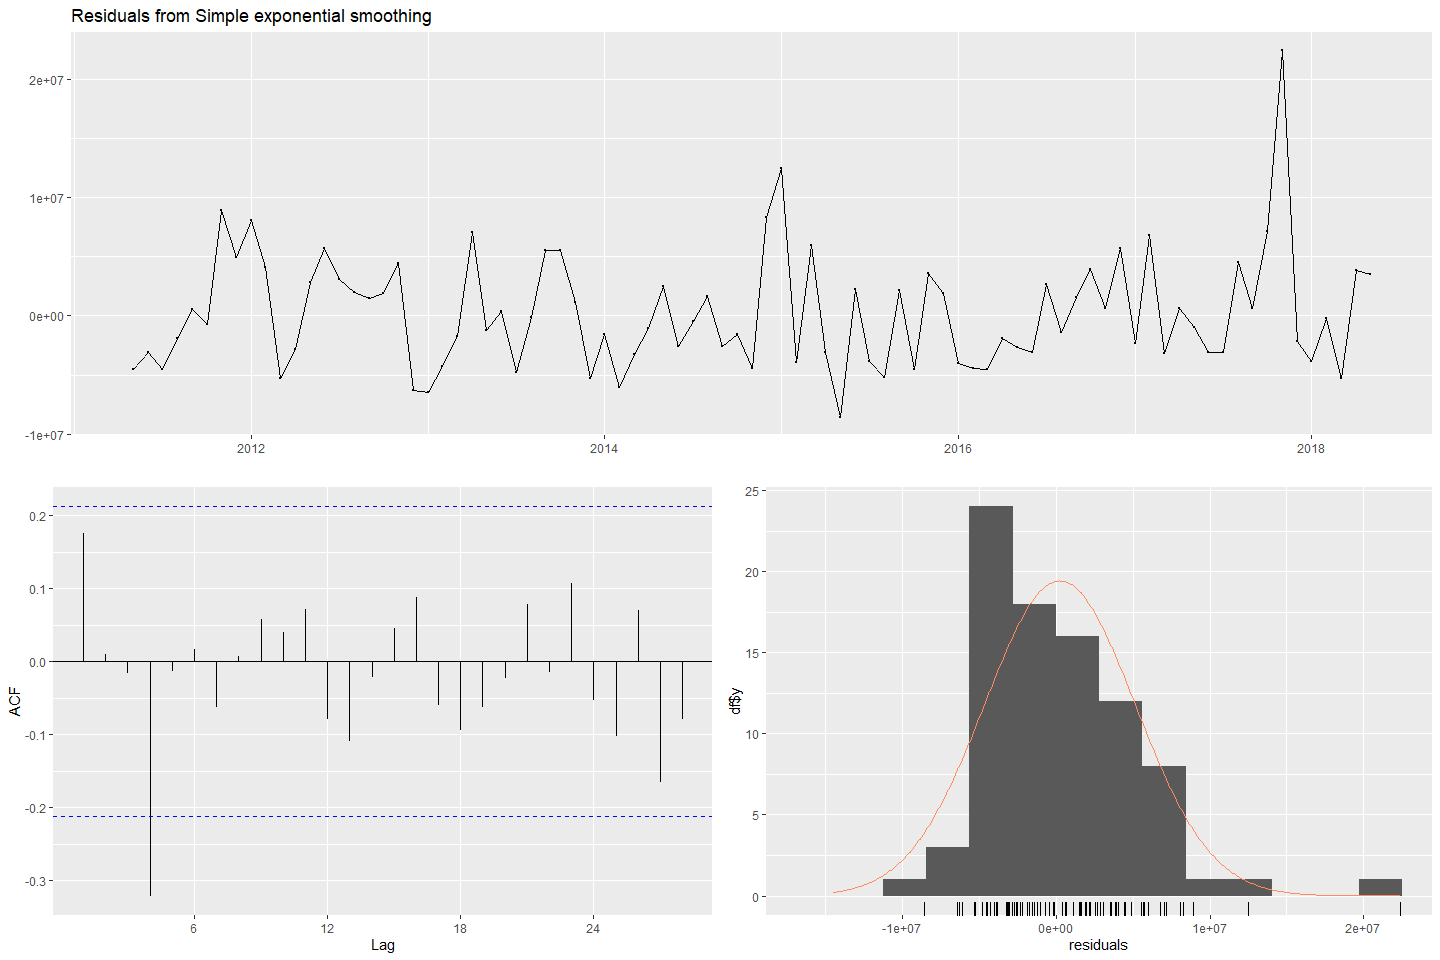 Residuals from Simple exponential smoothing
2e+07
1e+07
0e+00
-1e+07
2012
2014
2016
2018
0.2
0.1
0.0
-0.1
-0.2
-0.3
ACF
6
12
18
24
Lag
25
20
15
10
5
0
df$y
-1e+07
0e+00
1e+07
2e+07
residuals